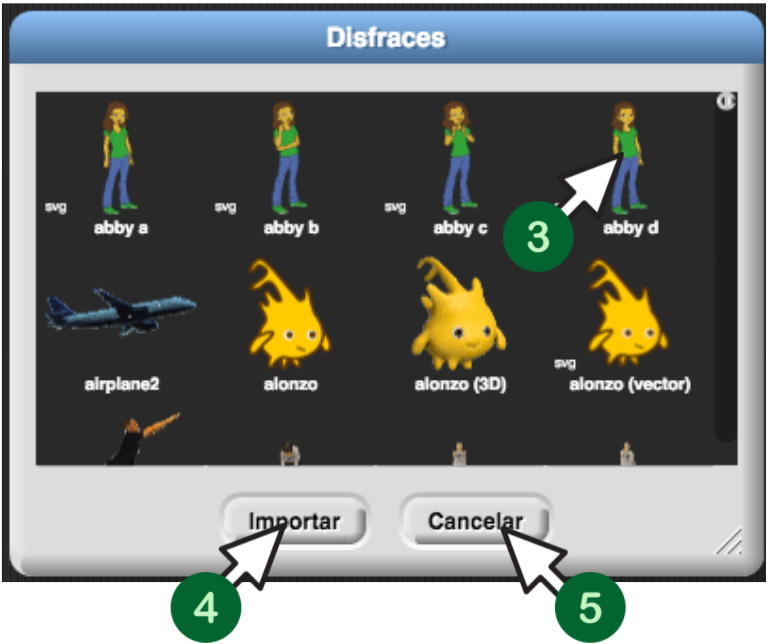 Disfraces
svg
svg
svg
abby a
abby b
abby c
abby d
3
svg
airplane2
alonzo
alonzo (3D)
alonzo (vector)
Importar
Cancelar
4
5